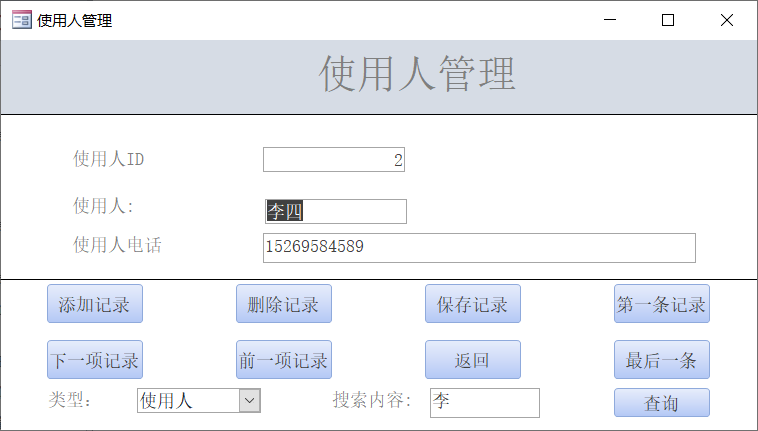 使用人管理
使用人管理
使用人ID 2
使用人: 李四
使用人电话 15269584589
添加记录 删除记录 保存记录 第一条记录
下一项记录 前一项记录 返回 最后一条
类型： 使用人 搜索内容: 李 查询